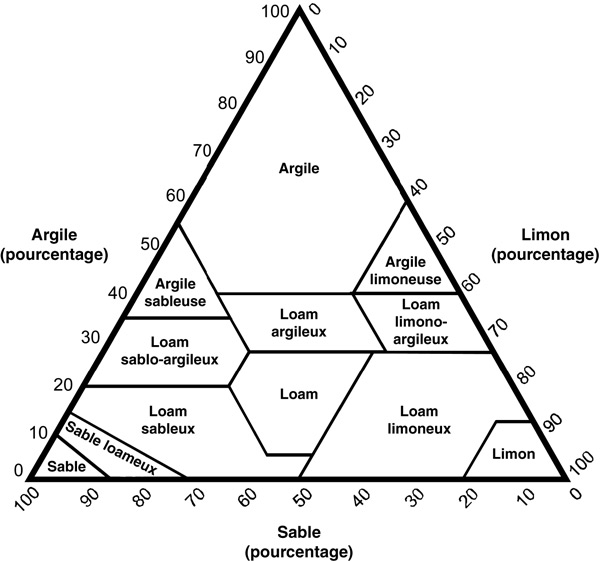 100
0
90
10
80
20
70
30
Argile
60
40
Argile
(pourcentage)
50
50
Limon
(pourcentage)
Argile
sableuse
Argile
limoneuse
40
60
Loam
argileux
Loam
limono-
argileux
30
70
Loam
sablo-argileux
20
80
Loam
sableux
Loam
Loam
limoneux
10
90
Sable loameux
Sable
Limon
0
100
100
90
80
70
60
50
40
30
20
10
0
Sable
(pourcentage)